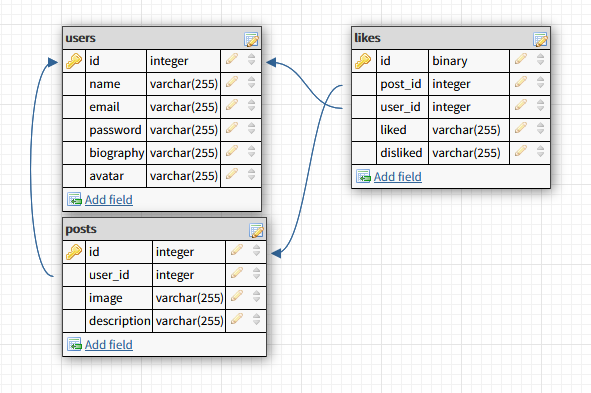 users
id integer
name varchar(255)
email varchar(255)
password varchar(255)
biography varchar(255)
avatar varchar(255)
Add field
likes
id binary
post_id integer
user_id integer
liked varchar(255)
disliked varchar(255)
Add field
posts
id integer
user_id integer
image varchar(255)
description varchar(255)
Add field